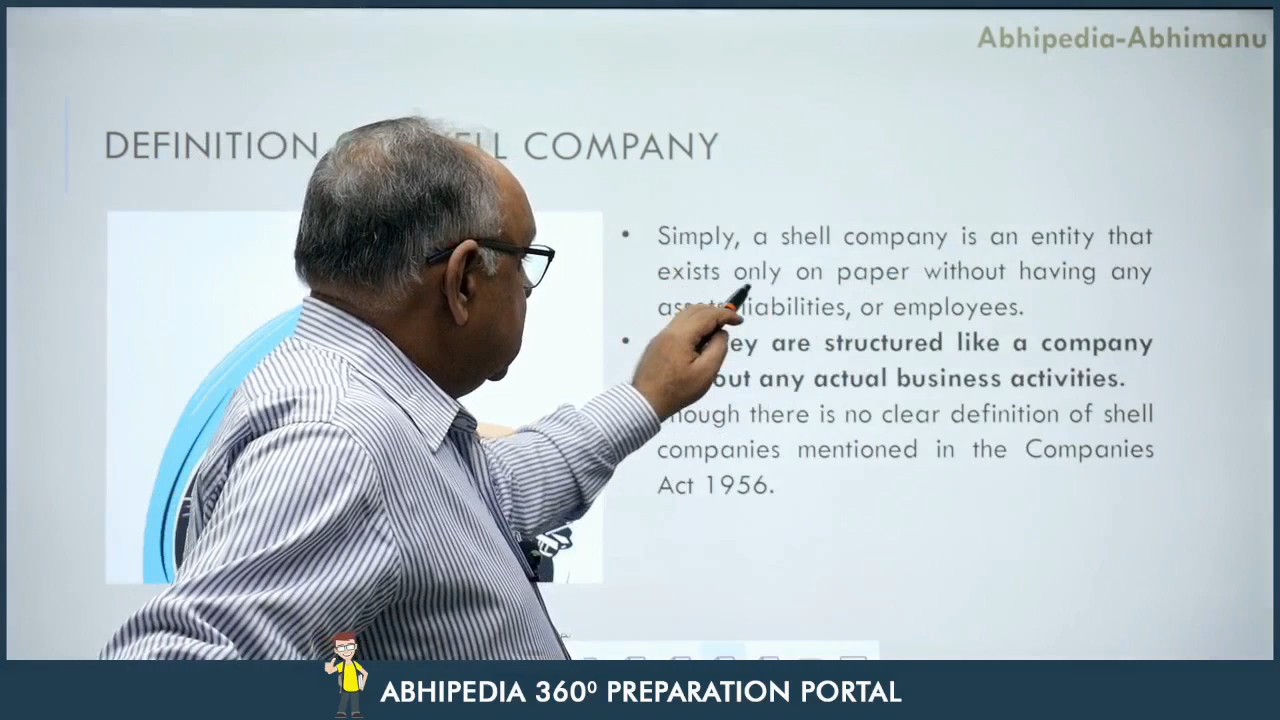 Abhipedia-Abhimanu
DEFINITION COMPANY
Simply, a shell company is an entity that
exists only on paper without having any
liabilities, or employees.
are structured like a company
any actual business activities.
there is no clear definition of shell
companies mentioned in the Companies
Act 1956.
ABHIPEDIA 360⁰ PREPARATION PORTAL